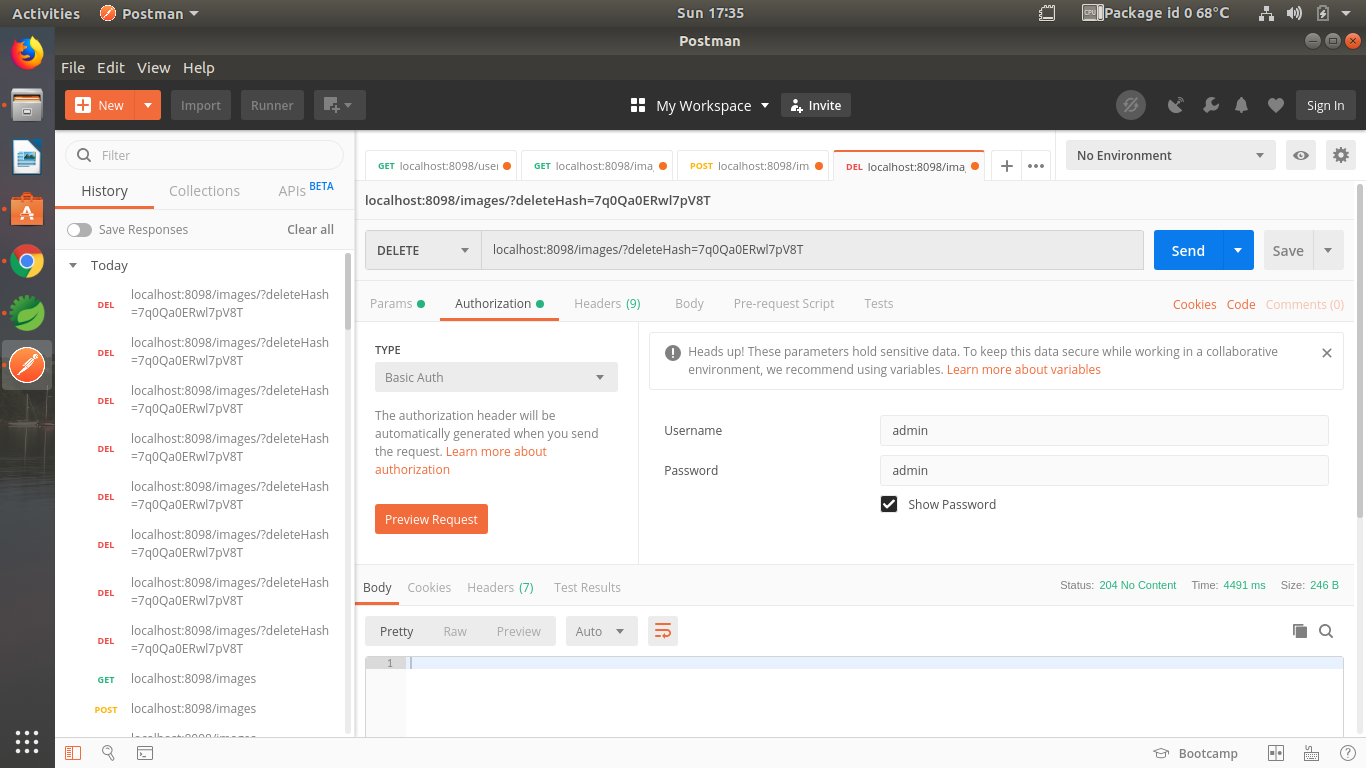 Activities Postman Sun 17:35 Package id 0 68°C
Postman
File Edit View Help
New Import Runner My Workspace Invite Sign In
Filter
History Collections APIs BETA
Save Responses Clear all
Today
DEL localhost:8098/images/?deleteHash
=7q0Qa0ERwl7pV8T
DEL localhost:8098/images/?deleteHash
=7q0Qa0ERwl7pV8T
DEL localhost:8098/images/?deleteHash
=7q0Qa0ERwl7pV8T
DEL localhost:8098/images/?deleteHash
=7q0Qa0ERwl7pV8T
DEL localhost:8098/images/?deleteHash
=7q0Qa0ERwl7pV8T
DEL localhost:8098/images/?deleteHash
=7q0Qa0ERwl7pV8T
DEL localhost:8098/images/?deleteHash
=7q0Qa0ERwl7pV8T
DEL localhost:8098/images/?deleteHash
=7q0Qa0ERwl7pV8T
GET localhost:8098/images
POST localhost:8098/images
GET localhost:8098/user GET localhost:8098/ima POST localhost:8098/im DEL localhost:8098/ima No Environment
localhost:8098/images/?deleteHash=7q0Qa0ERwl7pV8T
DELETE localhost:8098/images/?deleteHash=7q0Qa0ERwl7pV8T Send Save
Params Authorization Headers (9) Body Pre-request Script Tests Cookies Code Comments (0)
TYPE
Basic Auth
The authorization header will be
automatically generated when you send
the request. Learn more about
authorization
Preview Request
Heads up! These parameters hold sensitive data. To keep this data secure while working in a collaborative
environment, we recommend using variables. Learn more about variables
Username admin
Password admin
Show Password
Body Cookies Headers (7) Test Results Status: 204 No Content Time: 4491 ms Size: 246 B
Pretty Raw Preview Auto
1
Bootcamp